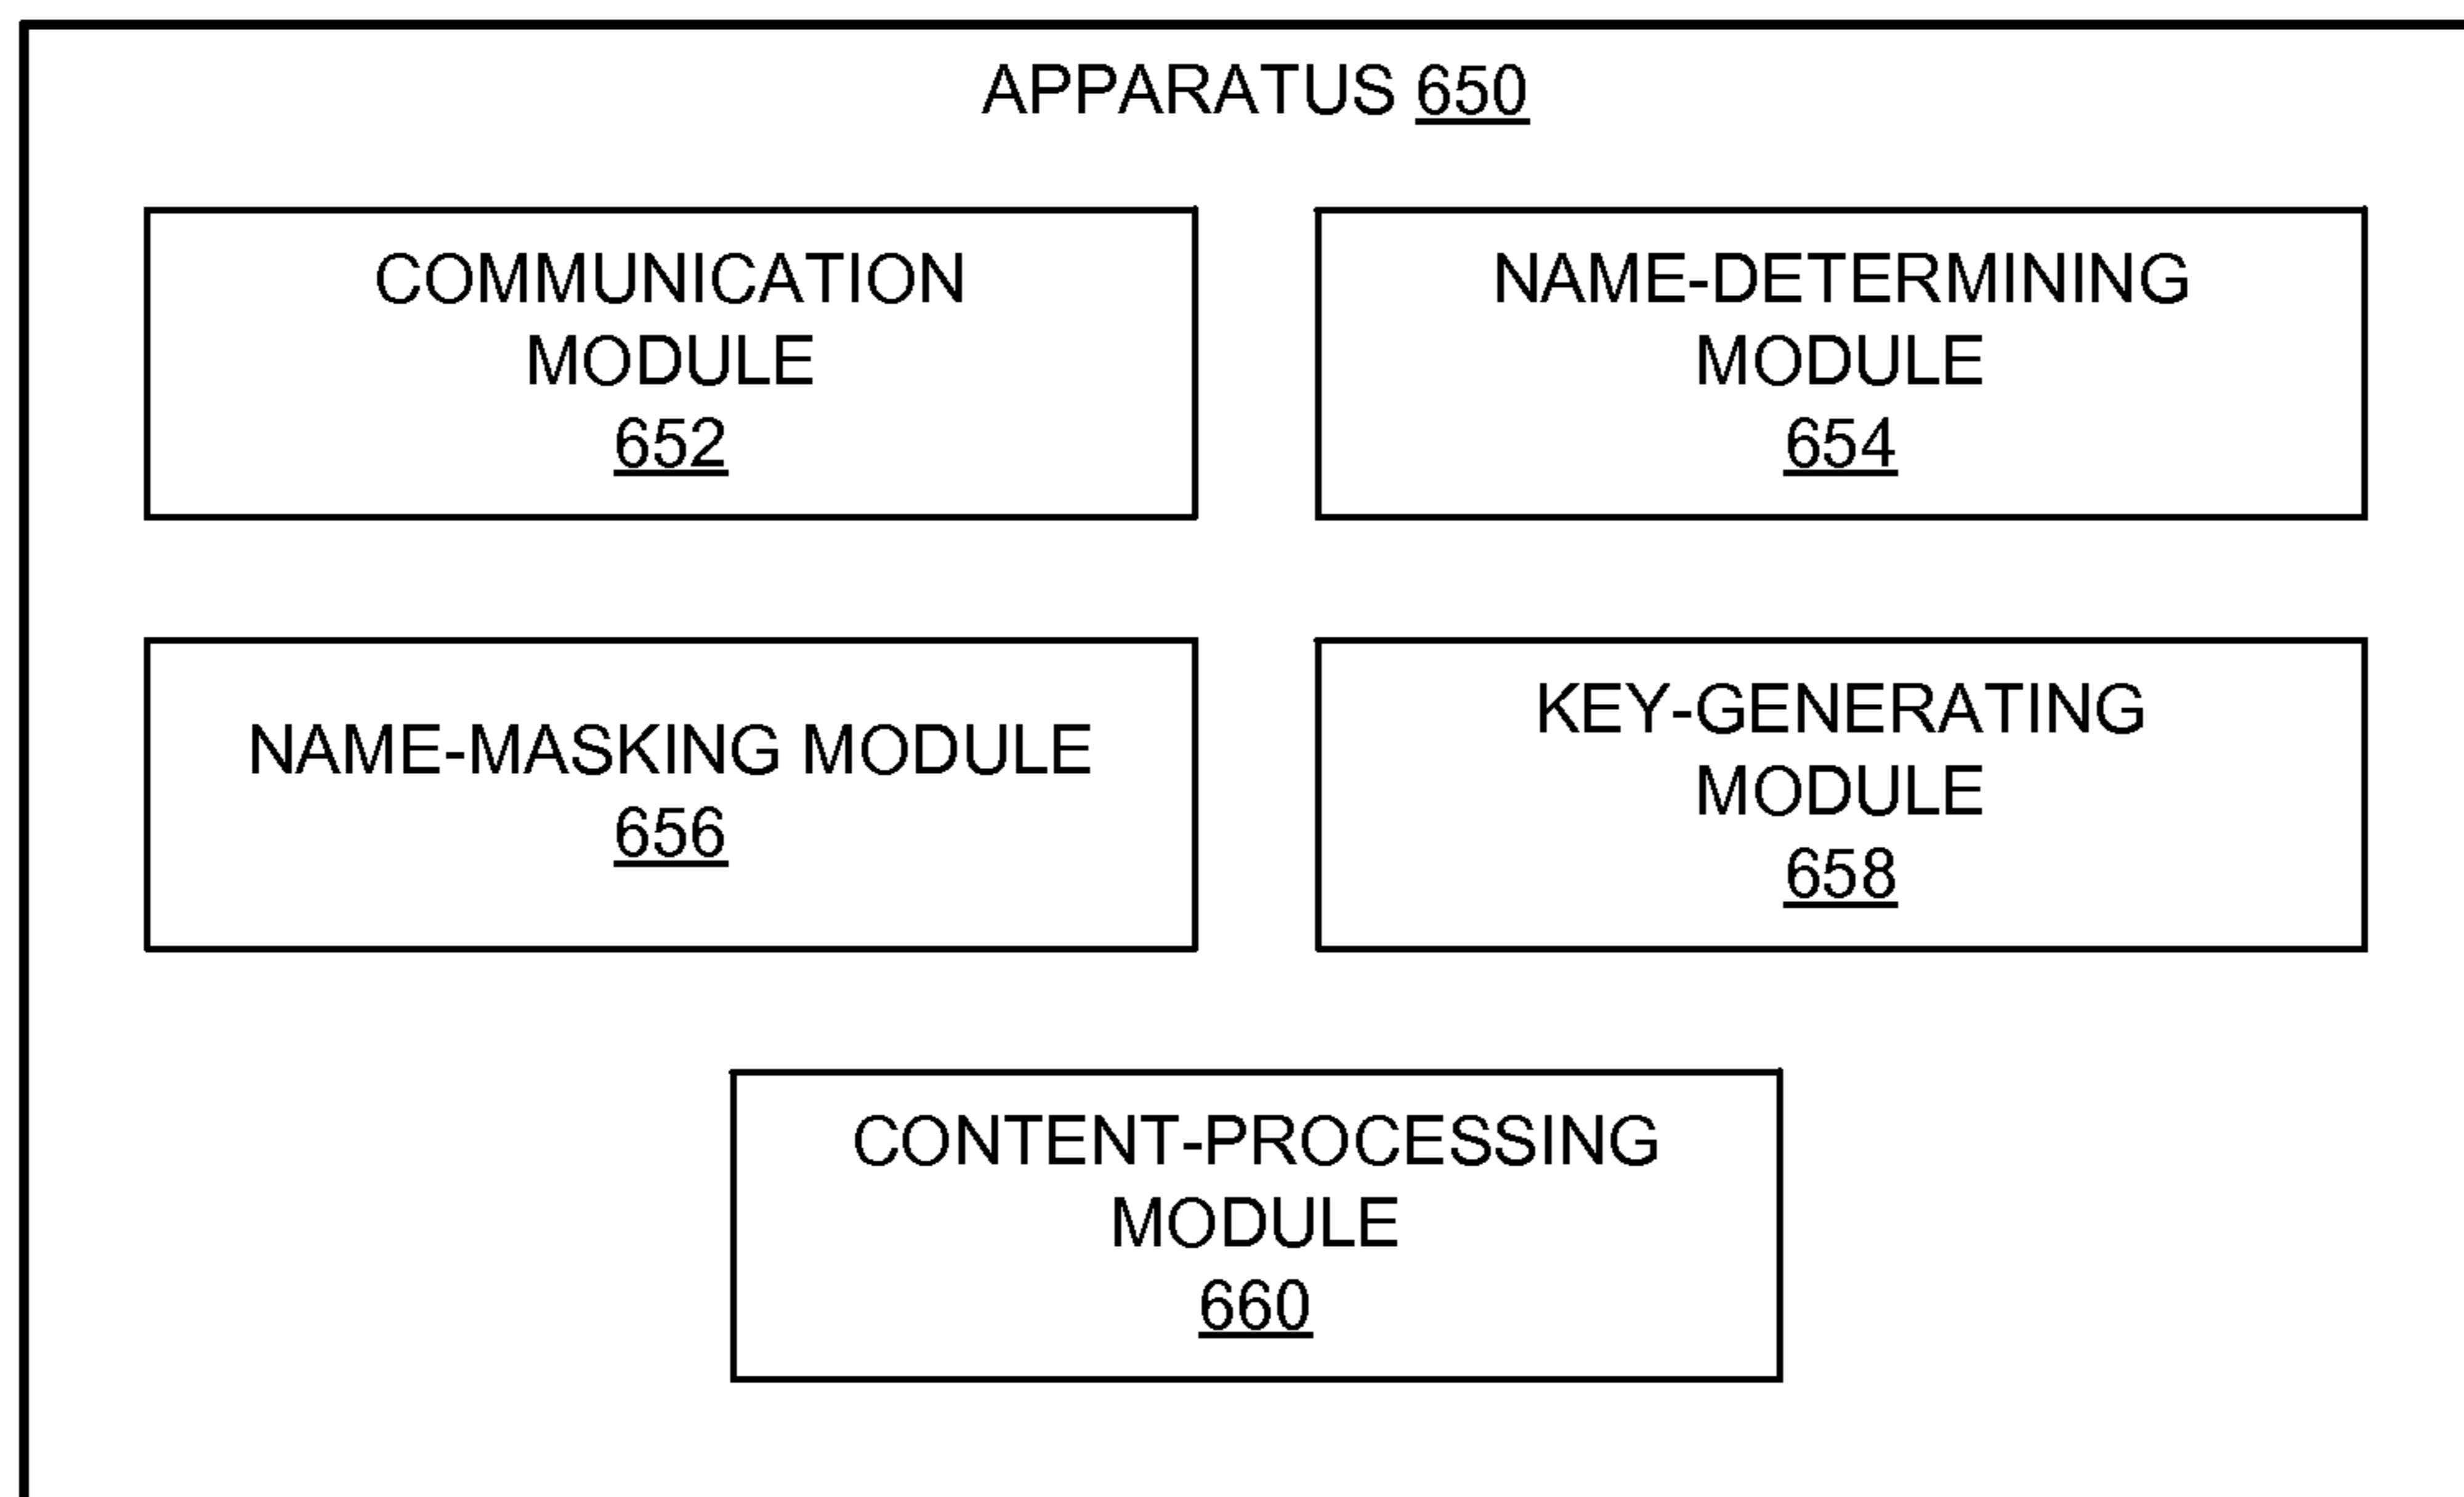 APPARATUS 650
COMMUNICATION
MODULE
652
NAME-DETERMINING
MODULE
654
NAME-MASKING MODULE
656
KEY-GENERATING
MODULE
658
CONTENT-PROCESSING
MODULE
660